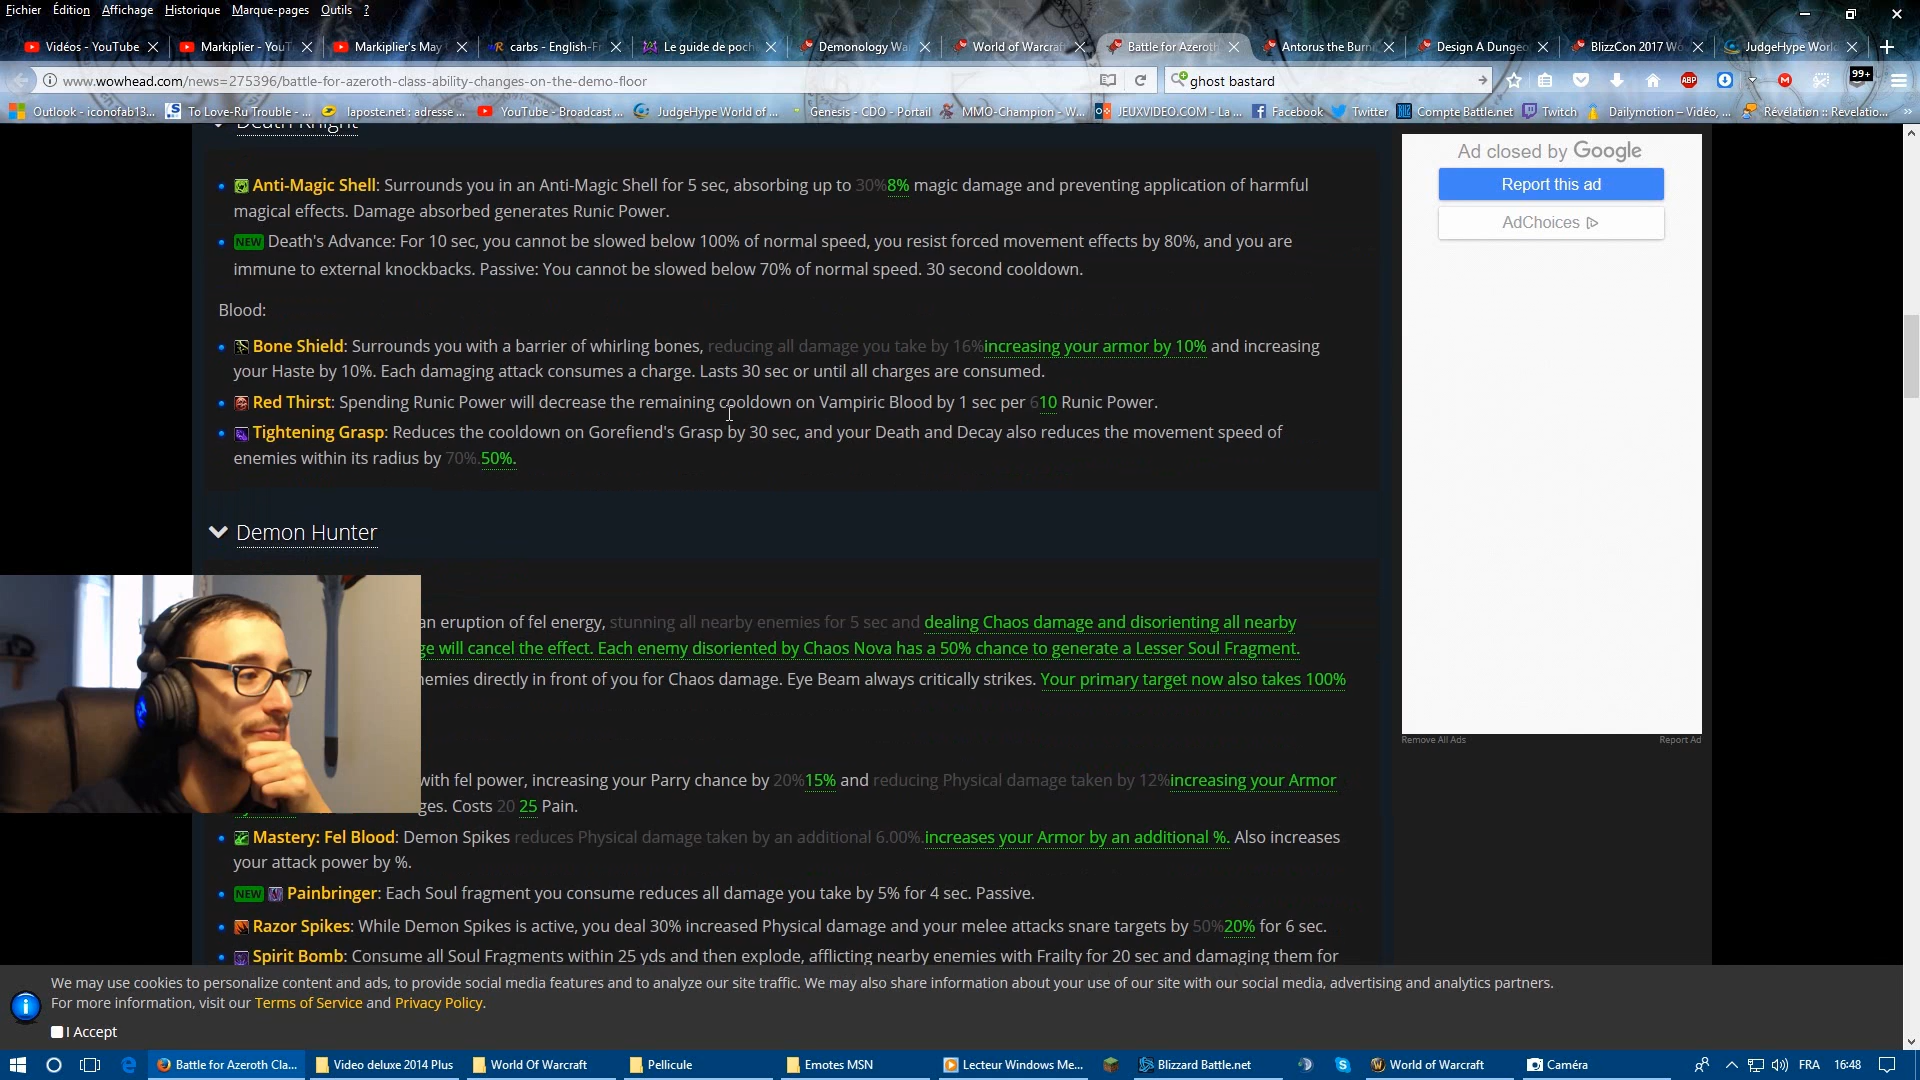 Fichier Édition Affichage Historique Marque-pages Outils ?
Vidéos - YouTube
Markiplier - YouT
Markiplier's May
carbs - English-Fr
Le guide de poch
Demonology Wa
World of Warcraf
Battle for Azeroth
Antorus the Burn
Design A Dungeo
BlizzCon 2017 Wo
JudgeHype World
www.wowhead.com/news=275396/battle-for-azeroth-class-ability-changes-on-the-demo-floor
ghost bastard
ABP
99+
Outlook - iconofab13...
To Love-Ru Trouble - ...
laposte.net : adresse ...
YouTube - Broadcast ...
JudgeHype World of ...
Genesis - CDO - Portail
MMO-Champion - W...
JEUXVIDEO.COM - La ...
Facebook
Twitter
Compte Battle.net
Twitch
Dailymotion – Vidéo, ...
Révélation :: Revelatio...
Death Knight
Anti-Magic Shell: Surrounds you in an Anti-Magic Shell for 5 sec, absorbing up to 30%8% magic damage and preventing application of harmful
magical effects. Damage absorbed generates Runic Power.
NEW Death's Advance: For 10 sec, you cannot be slowed below 100% of normal speed, you resist forced movement effects by 80%, and you are
immune to external knockbacks. Passive: You cannot be slowed below 70% of normal speed. 30 second cooldown.
Blood:
Bone Shield: Surrounds you with a barrier of whirling bones, reducing all damage you take by 16%increasing your armor by 10% and increasing
your Haste by 10%. Each damaging attack consumes a charge. Lasts 30 sec or until all charges are consumed.
Red Thirst: Spending Runic Power will decrease the remaining cooldown on Vampiric Blood by 1 sec per 610 Runic Power.
Tightening Grasp: Reduces the cooldown on Gorefiend's Grasp by 30 sec, and your Death and Decay also reduces the movement speed of
enemies within its radius by 70%.50%.
Demon Hunter
an eruption of fel energy, stunning all nearby enemies for 5 sec and dealing Chaos damage and disorienting all nearby
ge will cancel the effect. Each enemy disoriented by Chaos Nova has a 50% chance to generate a Lesser Soul Fragment.
emies directly in front of you for Chaos damage. Eye Beam always critically strikes. Your primary target now also takes 100%
with fel power, increasing your Parry chance by 20%15% and reducing Physical damage taken by 12%increasing your Armor
ges. Costs 20 25 Pain.
Mastery: Fel Blood: Demon Spikes reduces Physical damage taken by an additional 6.00%.increases your Armor by an additional %. Also increases
your attack power by %.
NEW Painbringer: Each Soul fragment you consume reduces all damage you take by 5% for 4 sec. Passive.
Razor Spikes: While Demon Spikes is active, you deal 30% increased Physical damage and your melee attacks snare targets by 50%20% for 6 sec.
Spirit Bomb: Consume all Soul Fragments within 25 yds and then explode, afflicting nearby enemies with Frailty for 20 sec and damaging them for
Ad closed by Google
Report this ad
AdChoices
Remove All Ads
Report Ad
We may use cookies to personalize content and ads, to provide social media features and to analyze our site traffic. We may also share information about your use of our site with our social media, advertising and analytics partners.
For more information, visit our Terms of Service and Privacy Policy.
I Accept
Battle for Azeroth Cla...
Video deluxe 2014 Plus
World Of Warcraft
Pellicule
Emotes MSN
Lecteur Windows Me...
Blizzard Battle.net
World of Warcraft
Caméra
FRA
16:48